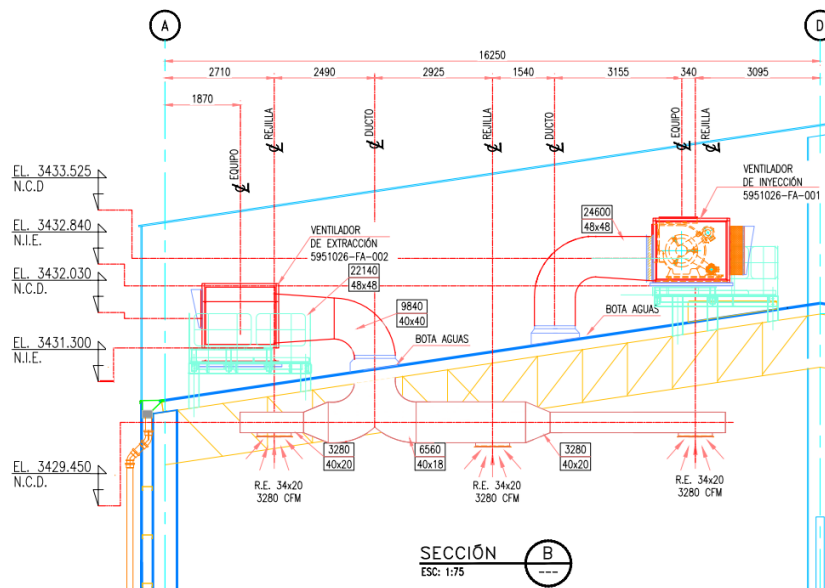 A
D
16250
2710
2490
2925
1540
3155
340
3095
1870
EQUIPO
REJILLA
DUCTO
REJILLA
DUCTO
EQUIPO
REJILLA
EL. 3433.525
N.C.D
EL. 3432.840
N.I.E.
EL. 3432.030
N.C.D.
EL. 3431.300
N.I.E.
EL. 3429.450
N.C.D.
VENTILADOR
DE EXTRACCIÓN
5951026-FA-002
22140
48x48
9840
40x40
BOTA AGUAS
24600
48x48
VENTILADOR
DE INYECCIÓN
5951026-FA-001
BOTA AGUAS
3280
40x20
6560
40x18
3280
40x20
R.E. 34x20
3280 CFM
R.E. 34x20
3280 CFM
R.E. 34x20
3280 CFM
SECCIÓN
ESC: 1:75
B
---